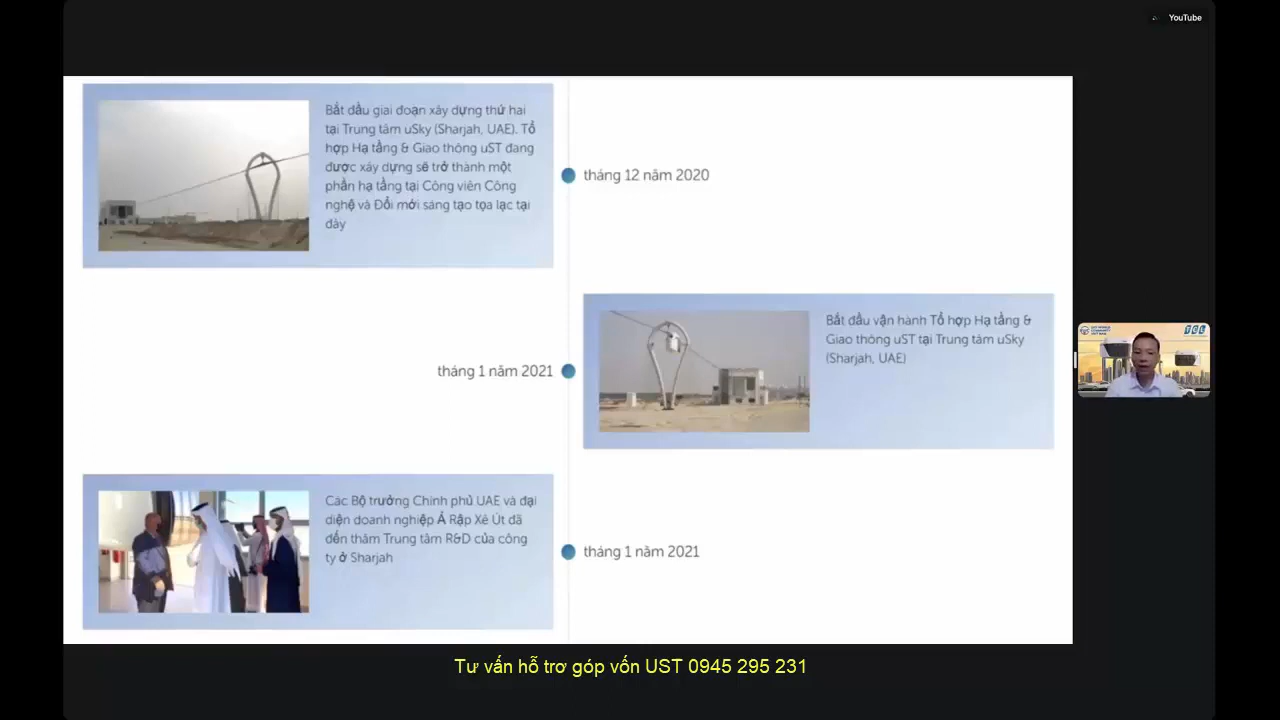 YouTube
Bắt đầu giai đoạn xây dựng thứ hai
tại Trung tâm uSky (Sharjah, UAE). Tổ
hợp Hạ tầng & Giao thông uST đang
được xây dựng sẽ trở thành một
phần hạ tầng tại Công viên Công
nghệ và Đổi mới sáng tạo tọa lạc tại
đây
tháng 12 năm 2020
Bắt đầu vận hành Tổ hợp Hạ tầng &
Giao thông uST tại Trung tâm uSky
(Sharjah, UAE)
tháng 1 năm 2021
Các Bộ trưởng Chính phủ UAE và đại
diện doanh nghiệp Ả Rập Xê Út đã
đến thăm Trung tâm R&D của công
ty ở Sharjah
tháng 1 năm 2021
Tư vấn hỗ trơ góp vốn UST 0945 295 231